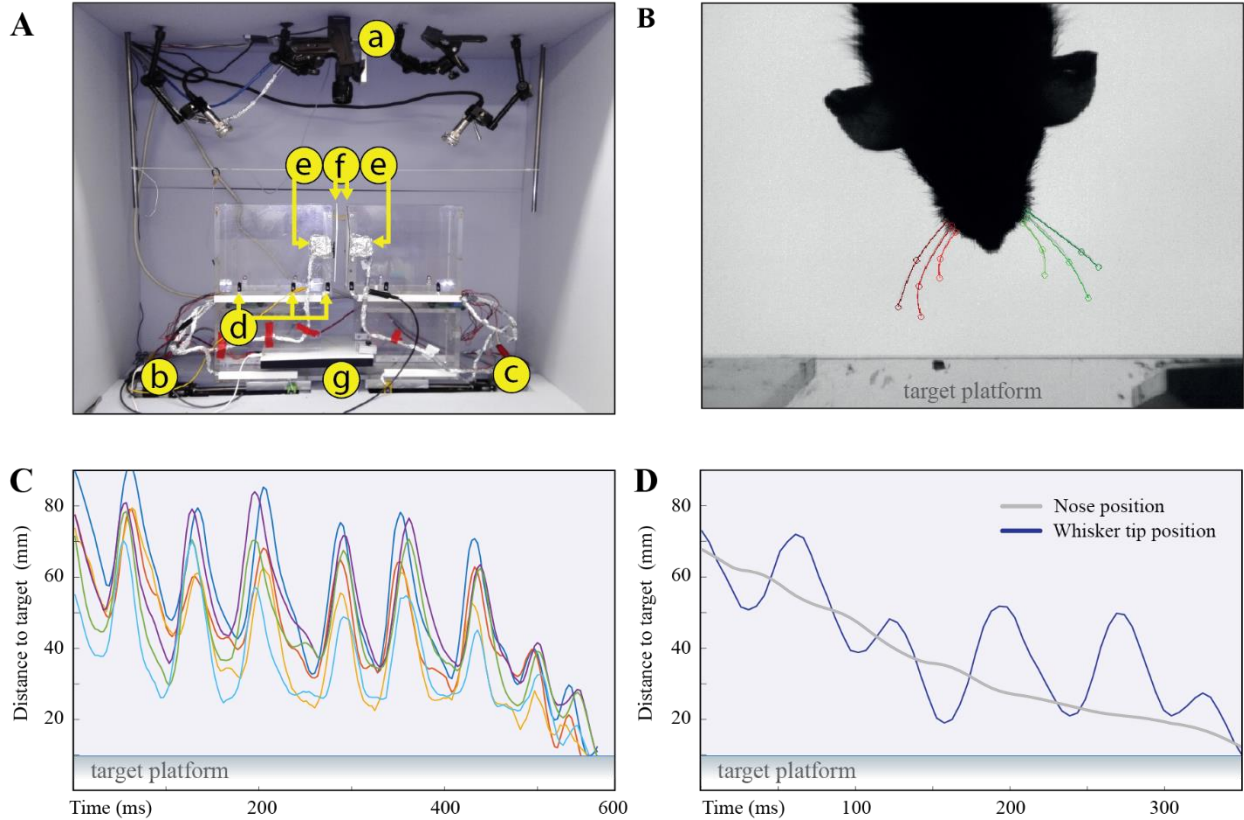 A
a
e
f
e
d
b
g
c
B
target platform
C
Distance to target (mm)
80
60
40
20
target platform
Time (ms)
200
400
600
D
Nose position
Whisker tip position
Distance to target (mm)
80
60
40
20
target platform
Time (ms)
100
200
300